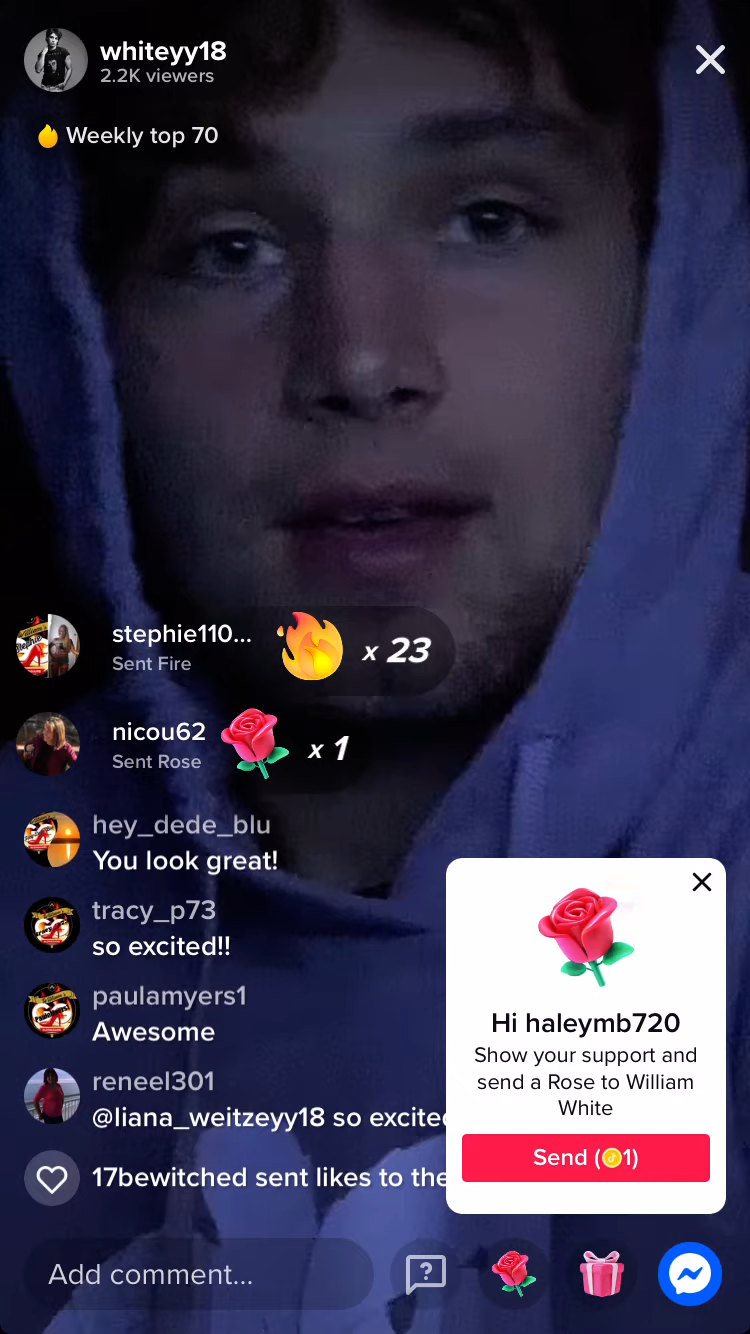 whiteyy18
2.2K viewers
Weekly top 70
stephie110...
Sent Fire
x 23
nicou62
Sent Rose
x 1
hey_dede_blu
You look great!
tracy_p73
so excited!!
paulamyers1
Awesome
reneel301
@liana_weitzeyy18 so excited
17bewitched sent likes to the
Hi haleymb720
Show your support and
send a Rose to William
White
Send (1)
Add comment...
?